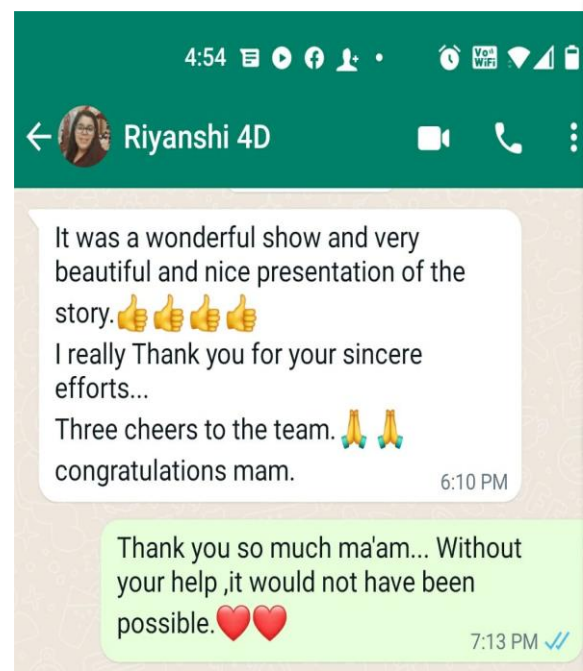 4:54
Vo WiFi
Riyanshi 4D
It was a wonderful show and very
beautiful and nice presentation of the
story.👍👍👍👍
I really Thank you for your sincere
efforts...
Three cheers to the team.🙏🙏
congratulations mam.
6:10 PM
Thank you so much ma'am... Without
your help ,it would not have been
possible.❤️❤️
7:13 PM